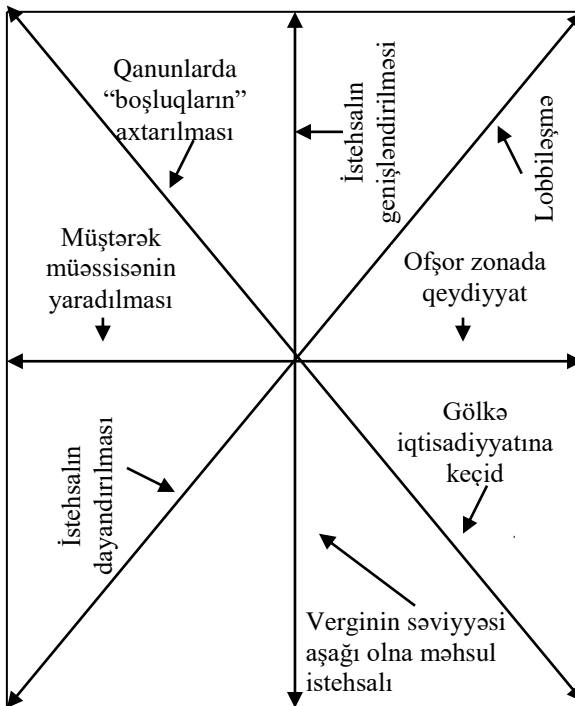 Qanunlarda
“boşluqların”
axtarılması
İstehsalın
genişləndirilməsi
Lobbiləşmə
Müştərək
müəssisənin
yaradılması
Ofşor zonada
qeydiyyat
İstehsalın
dayandırılması
Gölkə
iqtisadiyyatına
keçid
Verginin səviyyəsi
aşağı olna məhsul
istehsalı